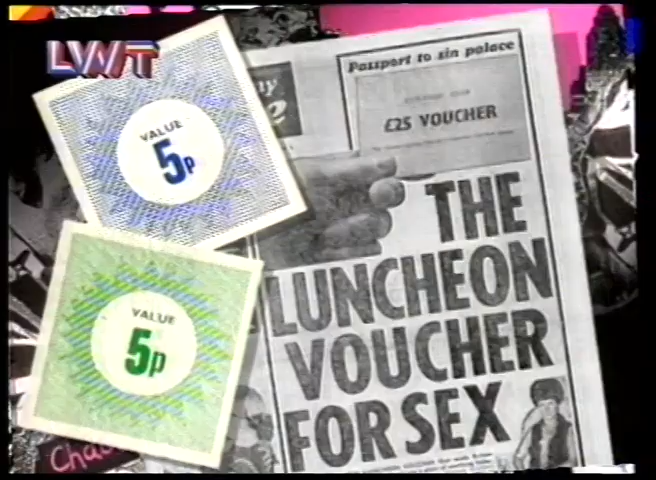 LWT
VALUE
5p
VALUE
5p
Passport to sin palace
£25 VOUCHER
THE
LUNCHEON
VOUCHER
FOR SEX